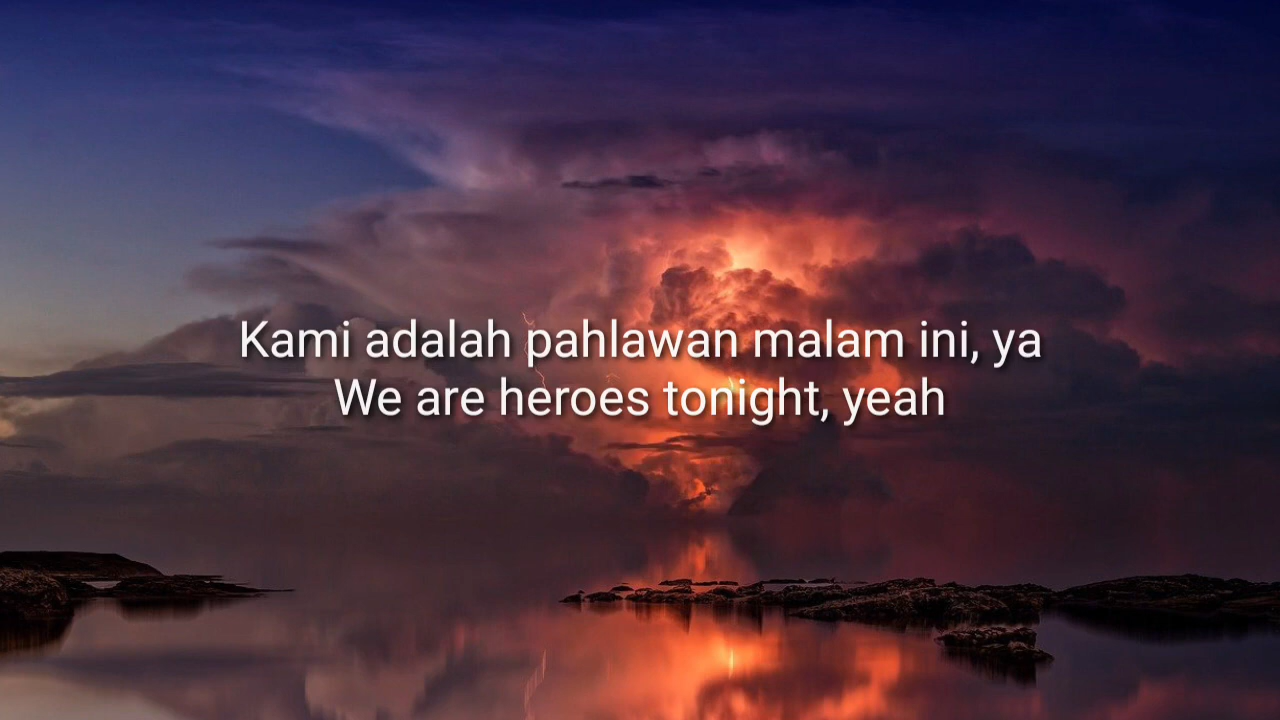 Kami adalah pahlawan malam ini, ya
We are heroes tonight, yeah